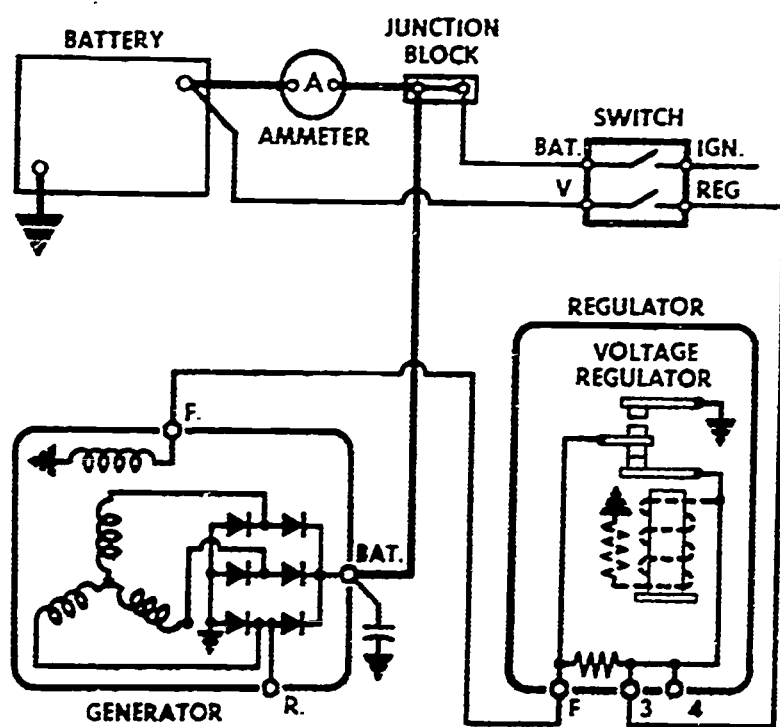 BATTERY
JUNCTION
BLOCK
A
AMMETER
SWITCH
BAT.
IGN.
V
REG
REGULATOR
VOLTAGE
REGULATOR
F.
BAT.
GENERATOR
R.
F
3
4